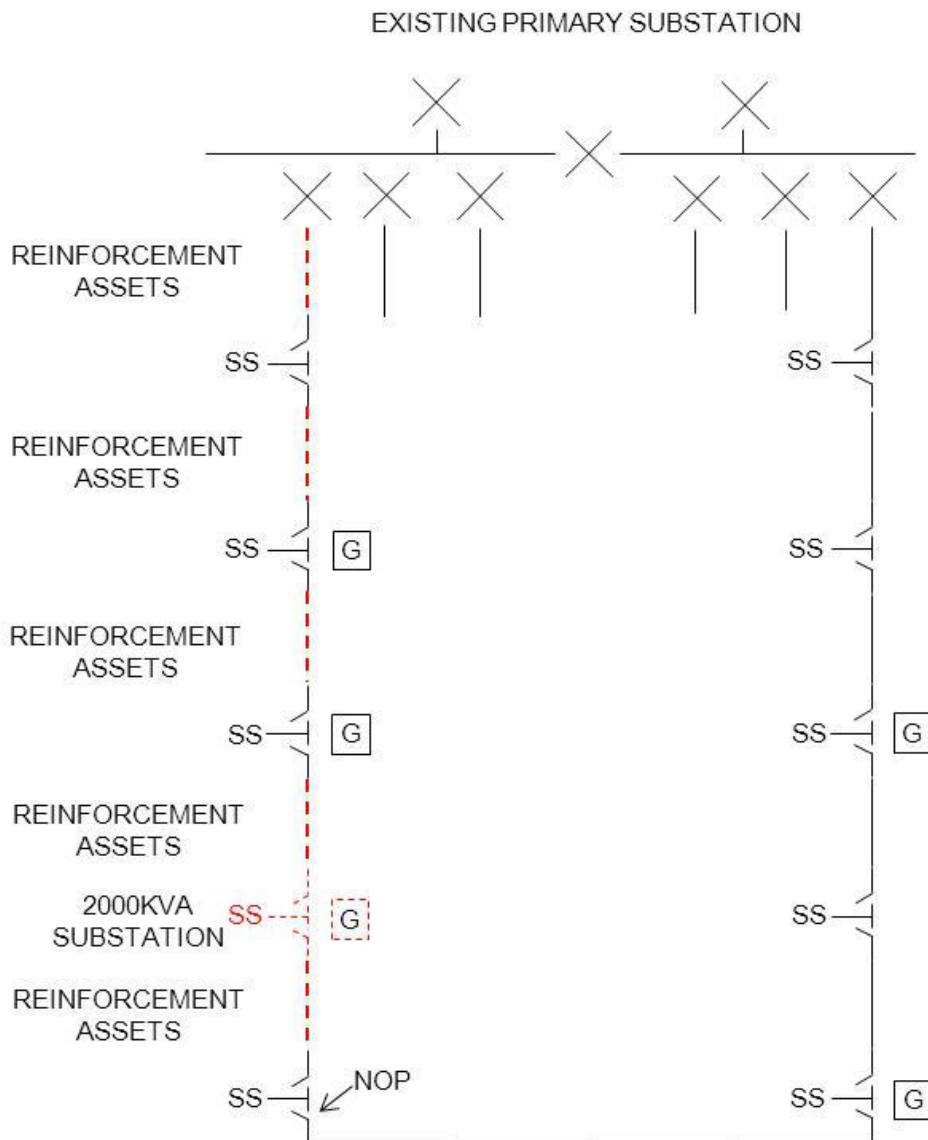 EXISTING PRIMARY SUBSTATION
REINFORCEMENT
ASSETS
SS
SS
REINFORCEMENT
ASSETS
SS
G
SS
REINFORCEMENT
ASSETS
SS
G
SS
G
REINFORCEMENT
ASSETS
2000KVA
SUBSTATION
SS
G
SS
REINFORCEMENT
ASSETS
NOP
SS
SS
G